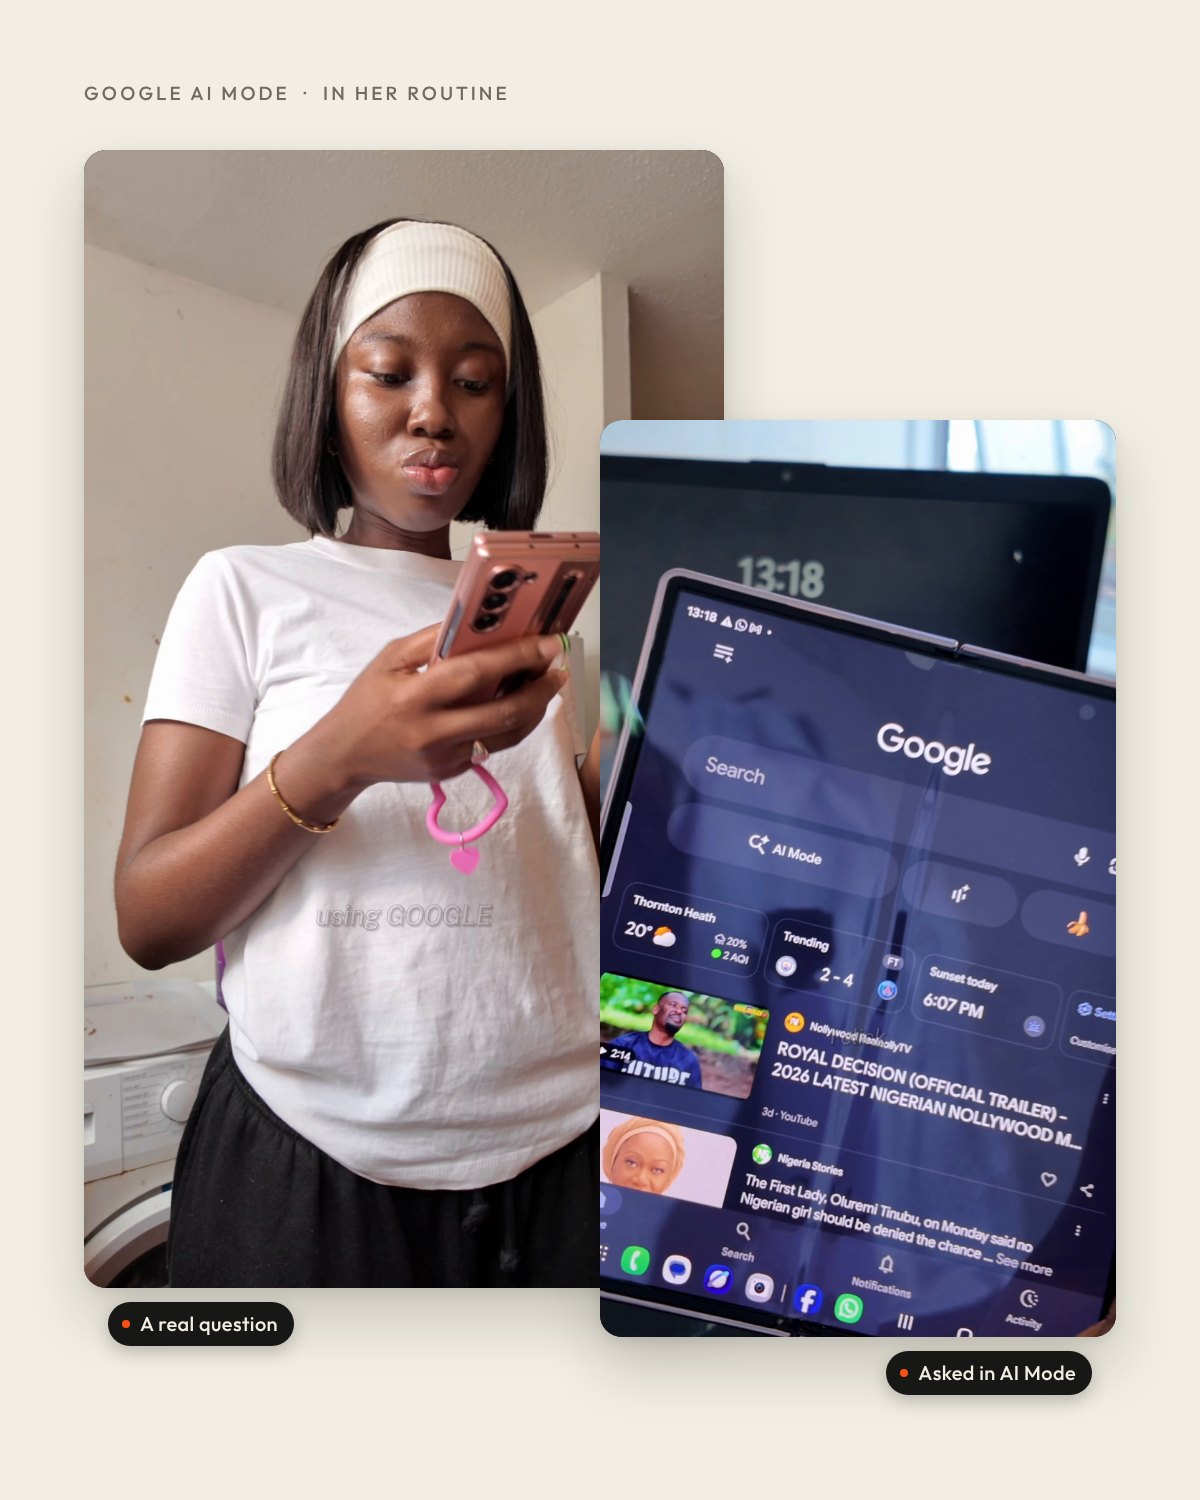 GOOGLE AI MODE · IN HER ROUTINE
using GOOGLE
13:18
13:18
Google
Search
AI Mode
Thornton Heath
20°
20%
2 AQI
Trending
2 - 4
FT
Sunset today
6:07 PM
Customise
2:14
Nollywood
ROYAL DECISION (OFFICIAL TRAILER) –
2026 LATEST NIGERIAN NOLLYWOOD M...
3d · YouTube
Nigeria Stories
The First Lady, Oluremi Tinubu, on Monday said no
Nigerian girl should be denied the chance ... See more
Search
Notifications
Activity
A real question
Asked in AI Mode